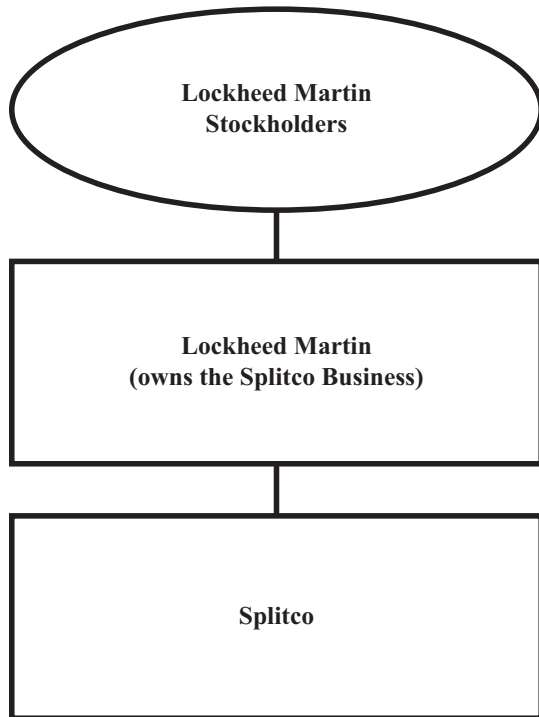 Lockheed Martin
Stockholders
Lockheed Martin
(owns the Splitco Business)
Splitco